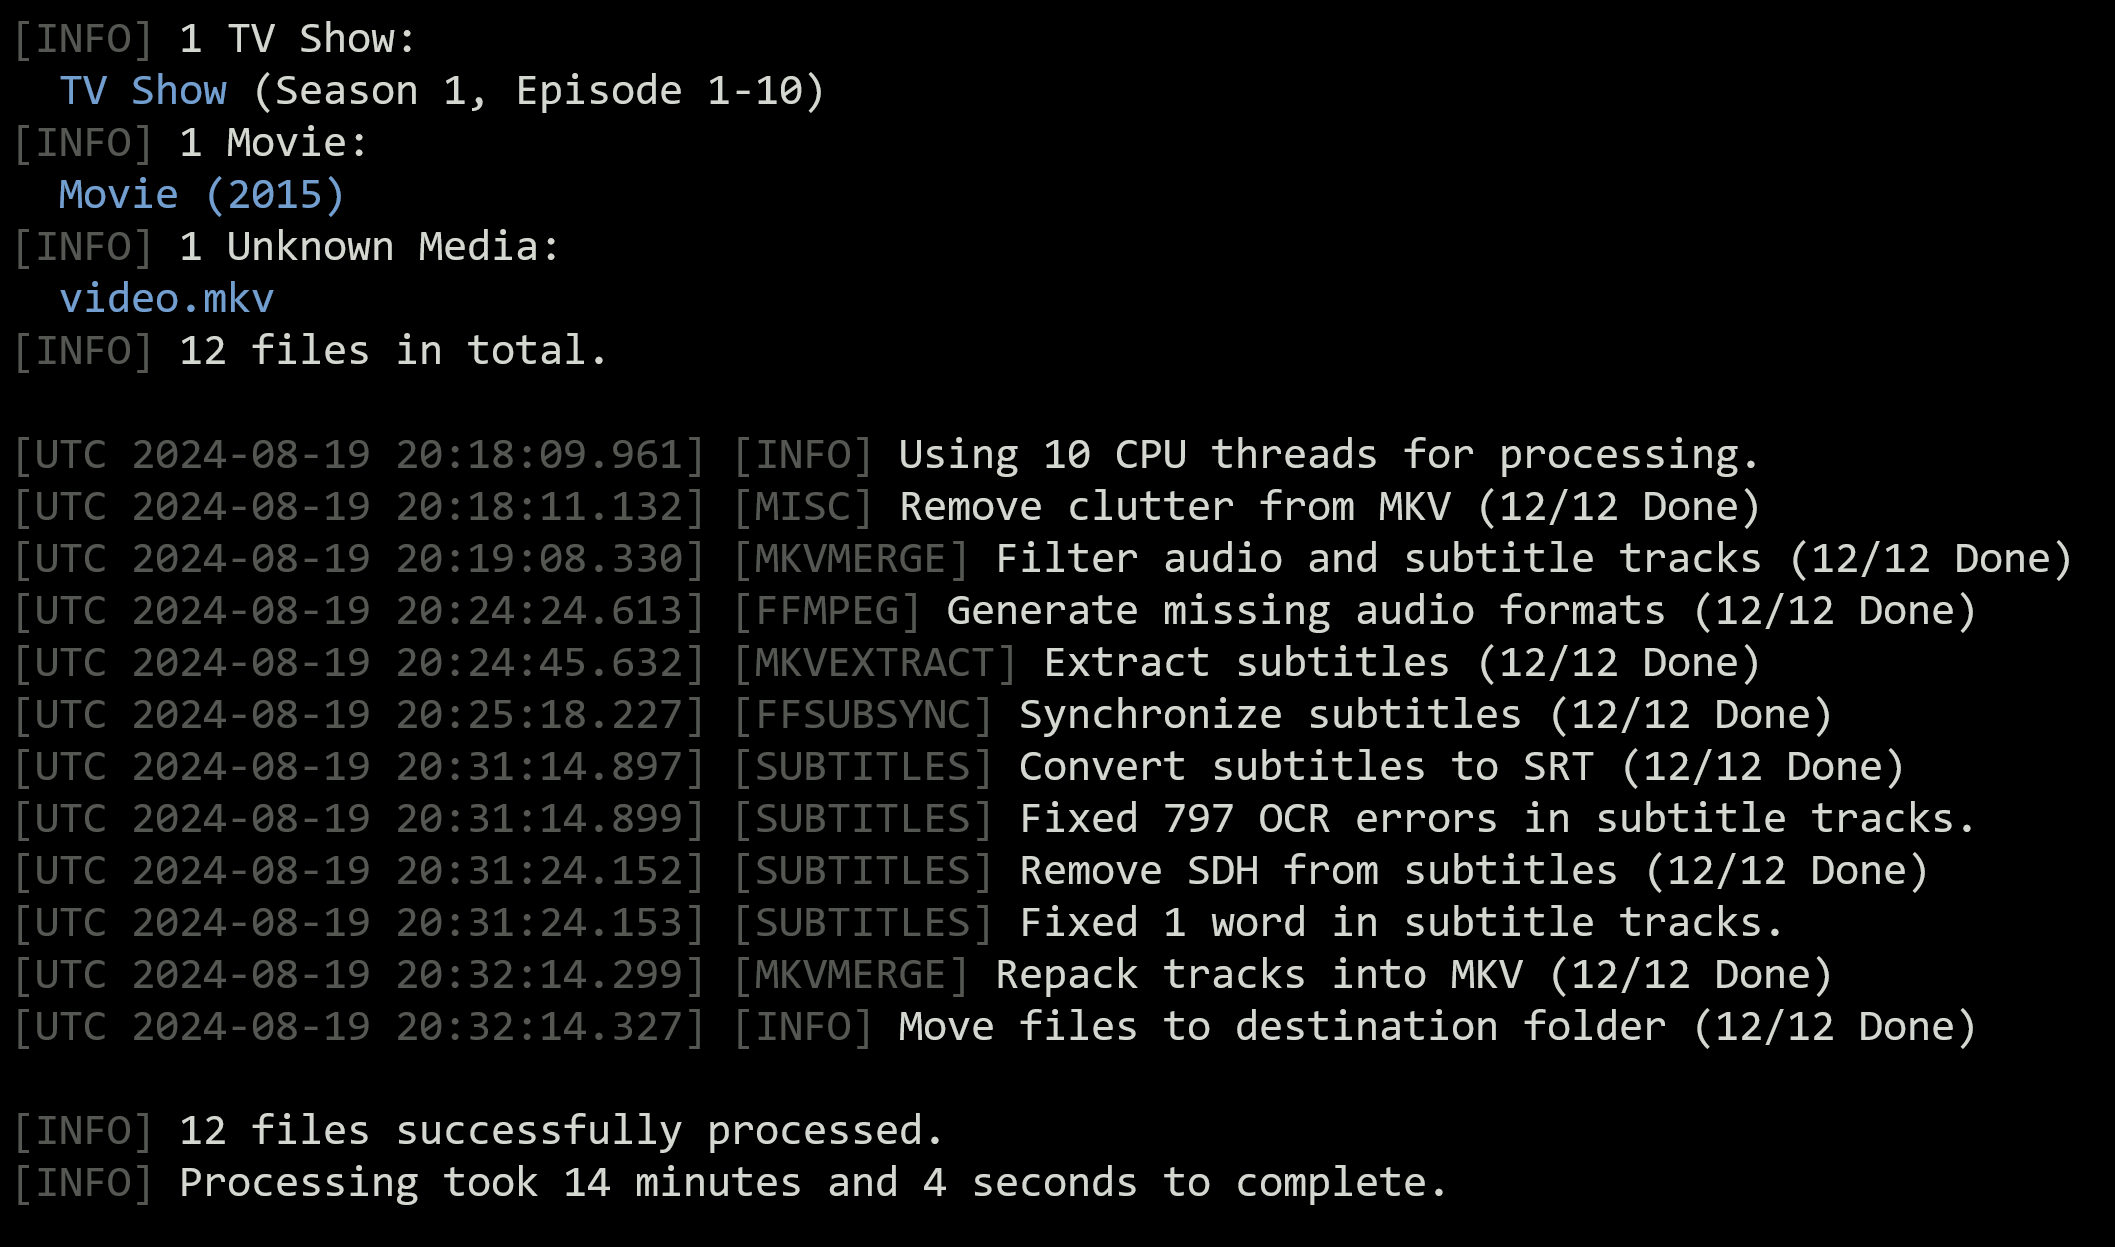 [INFO] 1 TV Show:
  TV Show (Season 1, Episode 1-10)
[INFO] 1 Movie:
  Movie (2015)
[INFO] 1 Unknown Media:
  video.mkv
[INFO] 12 files in total.

[UTC 2024-08-19 20:18:09.961] [INFO] Using 10 CPU threads for processing.
[UTC 2024-08-19 20:18:11.132] [MISC] Remove clutter from MKV (12/12 Done)
[UTC 2024-08-19 20:19:08.330] [MKVMERGE] Filter audio and subtitle tracks (12/12 Done)
[UTC 2024-08-19 20:24:24.613] [FFMPEG] Generate missing audio formats (12/12 Done)
[UTC 2024-08-19 20:24:45.632] [MKVEXTRACT] Extract subtitles (12/12 Done)
[UTC 2024-08-19 20:25:18.227] [FFSUBSYNC] Synchronize subtitles (12/12 Done)
[UTC 2024-08-19 20:31:14.897] [SUBTITLES] Convert subtitles to SRT (12/12 Done)
[UTC 2024-08-19 20:31:14.899] [SUBTITLES] Fixed 797 OCR errors in subtitle tracks.
[UTC 2024-08-19 20:31:24.152] [SUBTITLES] Remove SDH from subtitles (12/12 Done)
[UTC 2024-08-19 20:31:24.153] [SUBTITLES] Fixed 1 word in subtitle tracks.
[UTC 2024-08-19 20:32:14.299] [MKVMERGE] Repack tracks into MKV (12/12 Done)
[UTC 2024-08-19 20:32:14.327] [INFO] Move files to destination folder (12/12 Done)

[INFO] 12 files successfully processed.
[INFO] Processing took 14 minutes and 4 seconds to complete.